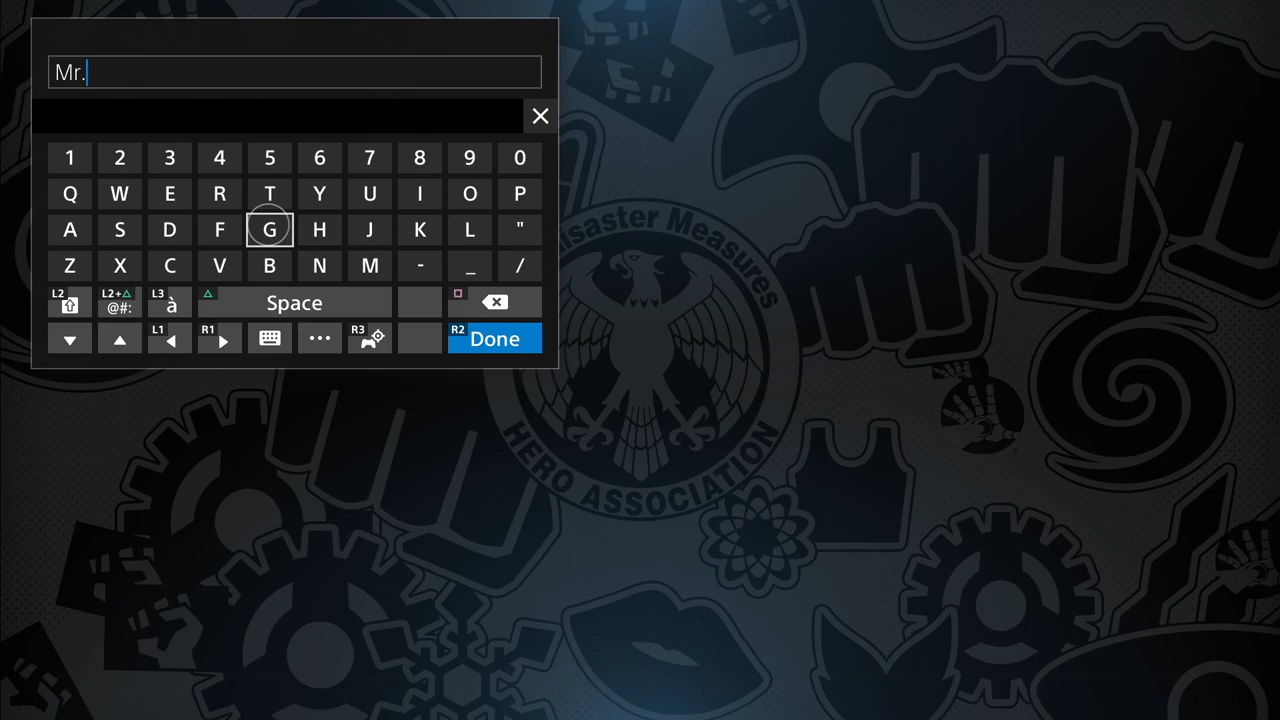 Mr.
1 2 3 4 5 6 7 8 9 0
Q W E R T Y U I O P
A S D F G H J K L "
Z X C V B N M - _ /
L2 L2+△ @#: L3 à △ Space □
L1 R1 ... R3 R2 Done
Disaster Measures
HERO ASSOCIATION